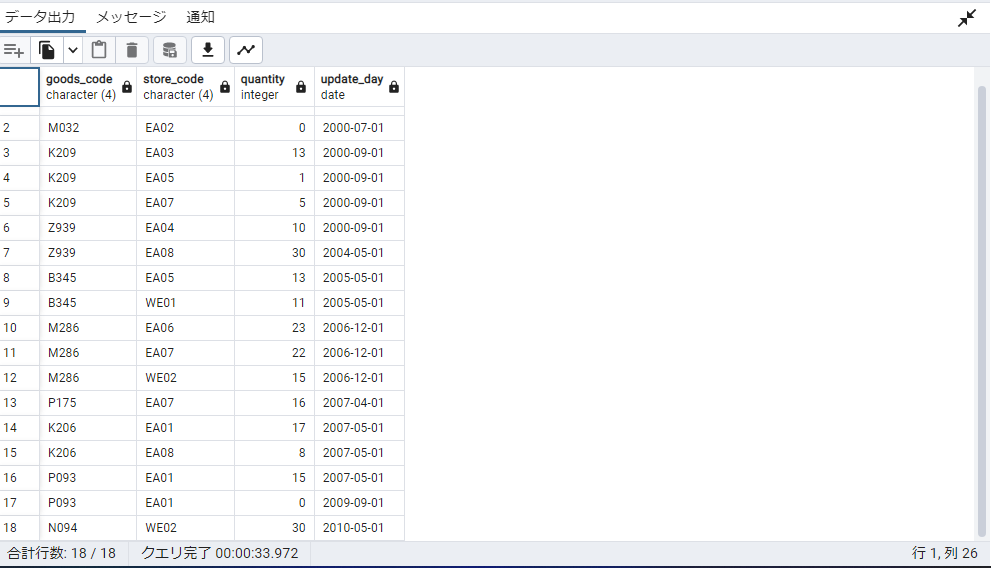 データ出力 メッセージ 通知
goods_code store_code quantity update_day
character (4) character (4) integer date
2 M032 EA02 0 2000-07-01
3 K209 EA03 13 2000-09-01
4 K209 EA05 1 2000-09-01
5 K209 EA07 5 2000-09-01
6 Z939 EA04 10 2000-09-01
7 Z939 EA08 30 2004-05-01
8 B345 EA05 13 2005-05-01
9 B345 WE01 11 2005-05-01
10 M286 EA06 23 2006-12-01
11 M286 EA07 22 2006-12-01
12 M286 WE02 15 2006-12-01
13 P175 EA07 16 2007-04-01
14 K206 EA01 17 2007-05-01
15 K206 EA08 8 2007-05-01
16 P093 EA01 15 2007-05-01
17 P093 EA01 0 2009-09-01
18 N094 WE02 30 2010-05-01
合計行数: 18 / 18 クエリ完了 00:00:33.972 行 1, 列 26